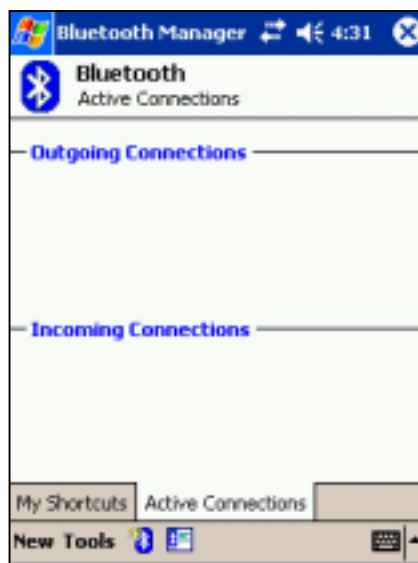 Bluetooth Manager 4:31
Bluetooth
Active Connections
Outgoing Connections
Incoming Connections
My Shortcuts Active Connections
New Tools